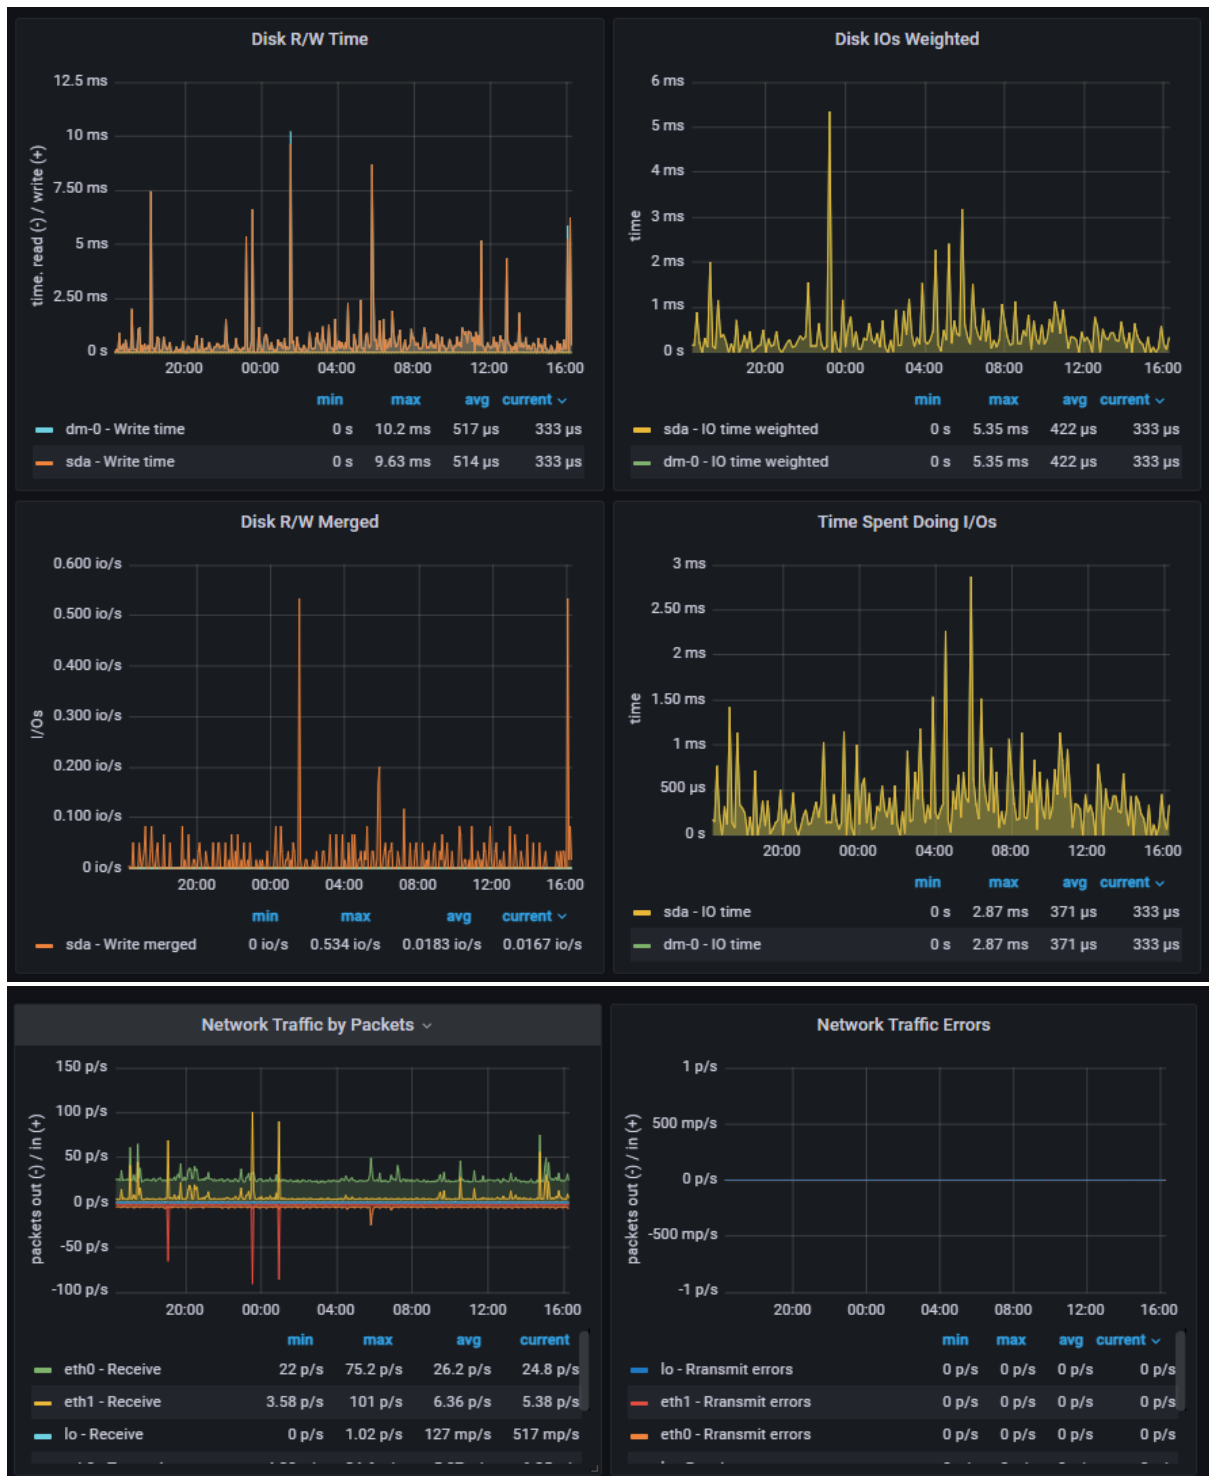 Disk R/W Time
12.5 ms
10 ms
7.50 ms
5 ms
2.50 ms
0 s
time. read (-) / write (+)
20:00 00:00 04:00 08:00 12:00 16:00
min max avg current
dm-0 - Write time 0 s 10.2 ms 517 µs 333 µs
sda - Write time 0 s 9.63 ms 514 µs 333 µs
Disk IOs Weighted
6 ms
5 ms
4 ms
3 ms
2 ms
1 ms
0 s
time
20:00 00:00 04:00 08:00 12:00 16:00
min max avg current
sda - IO time weighted 0 s 5.35 ms 422 µs 333 µs
dm-0 - IO time weighted 0 s 5.35 ms 422 µs 333 µs
Disk R/W Merged
0.600 io/s
0.500 io/s
0.400 io/s
0.300 io/s
0.200 io/s
0.100 io/s
0 io/s
I/Os
20:00 00:00 04:00 08:00 12:00 16:00
min max avg current
sda - Write merged 0 io/s 0.534 io/s 0.0183 io/s 0.0167 io/s
Time Spent Doing I/Os
3 ms
2.50 ms
2 ms
1.50 ms
1 ms
500 µs
0 s
time
20:00 00:00 04:00 08:00 12:00 16:00
min max avg current
sda - IO time 0 s 2.87 ms 371 µs 333 µs
dm-0 - IO time 0 s 2.87 ms 371 µs 333 µs
Network Traffic by Packets
150 p/s
100 p/s
50 p/s
0 p/s
-50 p/s
-100 p/s
packets out (-) / in (+)
20:00 00:00 04:00 08:00 12:00 16:00
min max avg current
eth0 - Receive 22 p/s 75.2 p/s 26.2 p/s 24.8 p/s
eth1 - Receive 3.58 p/s 101 p/s 6.36 p/s 5.38 p/s
lo - Receive 0 p/s 1.02 p/s 127 mp/s 517 mp/s
Network Traffic Errors
1 p/s
500 mp/s
0 p/s
-500 mp/s
-1 p/s
packets out (-) / in (+)
20:00 00:00 04:00 08:00 12:00 16:00
min max avg current
lo - Rransmit errors 0 p/s 0 p/s 0 p/s 0 p/s
eth1 - Rransmit errors 0 p/s 0 p/s 0 p/s 0 p/s
eth0 - Rransmit errors 0 p/s 0 p/s 0 p/s 0 p/s